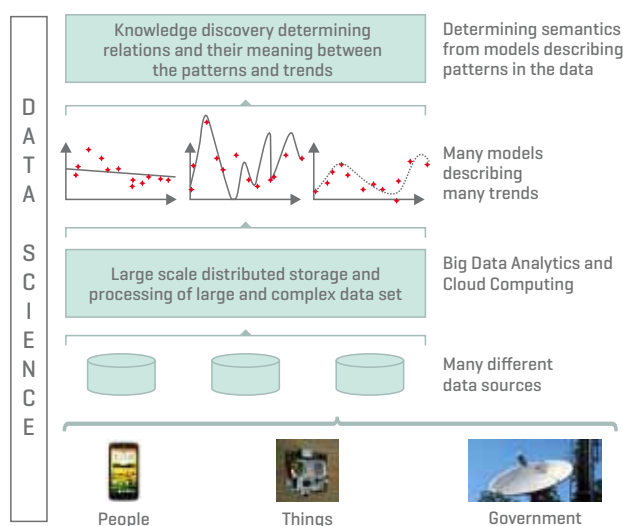 Knowledge discovery determining
relations and their meaning between
the patterns and trends
Determining semantics
from models describing
patterns in the data
DATA SCIENCE
Many models
describing
many trends
Large scale distributed storage and
processing of large and complex data set
Big Data Analytics and
Cloud Computing
Many different
data sources
People
Things
Government